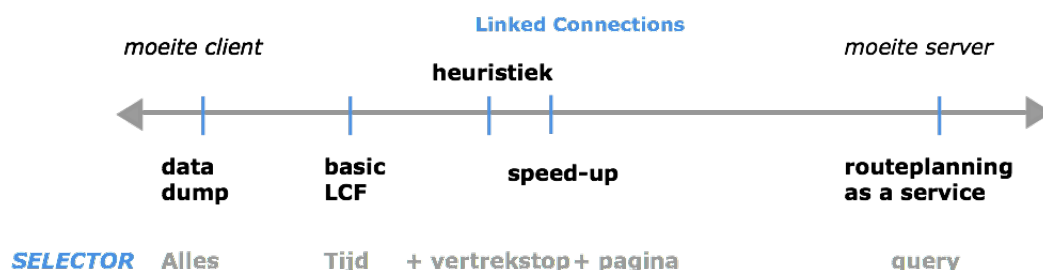 Linked Connections
moeite client
moeite server
heuristiek
data
dump
basic
LCF
speed-up
routeplanning
as a service
SELECTOR Alles Tijd + vertrekstop + pagina query